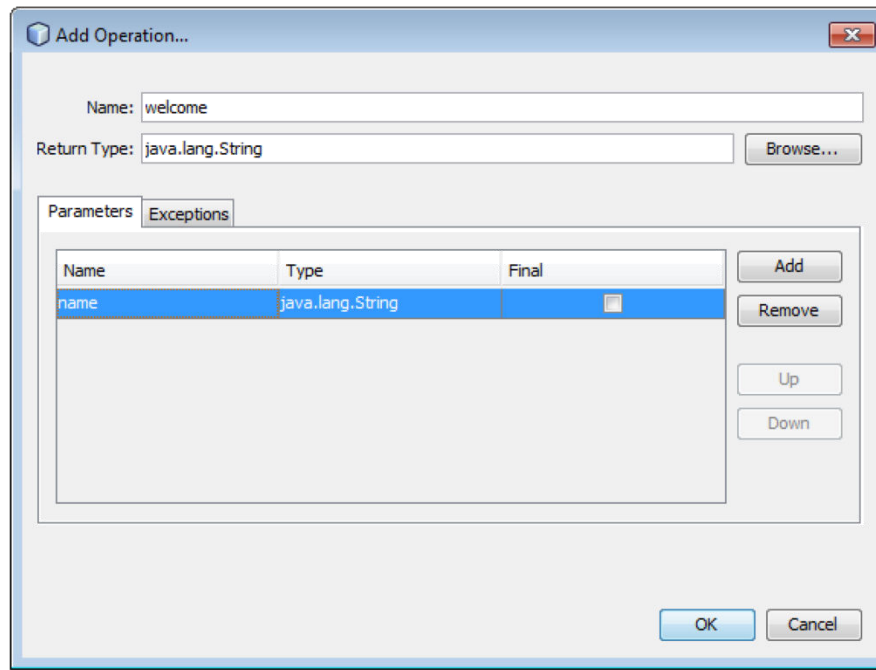 Add Operation...
Name: welcome
Return Type: java.lang.String Browse...
Parameters Exceptions
Name Type Final Add
name java.lang.String
Remove
Up
Down
OK Cancel